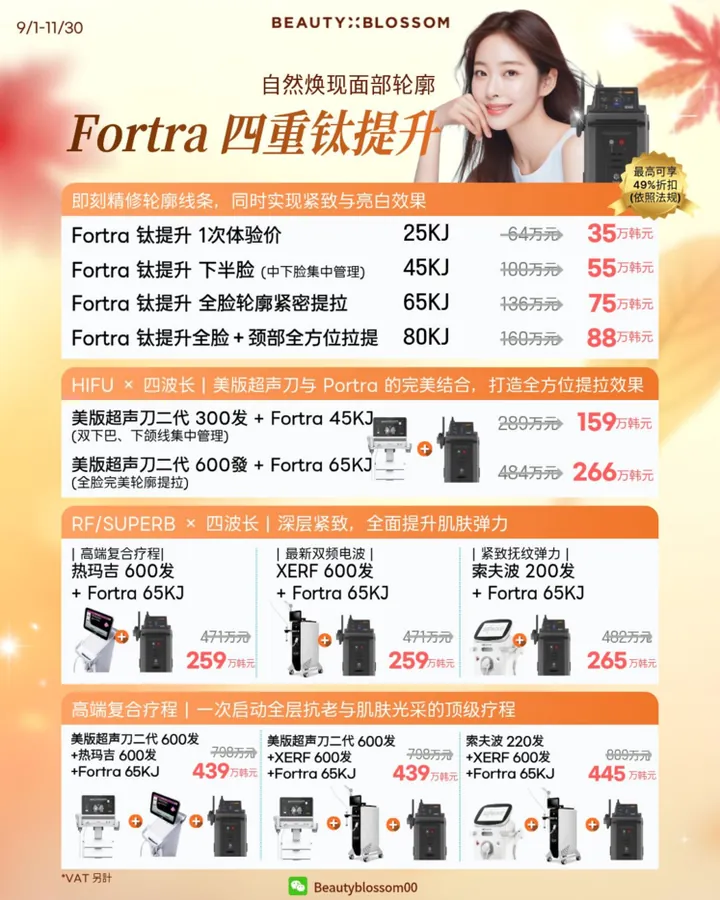 9/1-11/30
BEAUTY BLOSSOM
自然焕现面部轮廓
Fortra 四重钛提升
最高可享
49%折扣
(依照法规)
即刻精修轮廓线条，同时实现紧致与亮白效果
Fortra 钛提升 1次体验价 25KJ 64万元 35万韩元
Fortra 钛提升 下半脸 (中下脸集中管理) 45KJ 100万元 55万韩元
Fortra 钛提升 全脸轮廓紧密提拉 65KJ 136万元 75万韩元
Fortra 钛提升全脸＋颈部全方位拉提 80KJ 160万元 88万韩元
HIFU × 四波长 | 美版超声刀与 Portra 的完美结合，打造全方位提拉效果
美版超声刀二代 300发 + Fortra 45KJ 289万元 159万韩元
(双下巴、下颌线集中管理)
美版超声刀二代 600發 + Fortra 65KJ 484万元 266万韩元
(全脸完美轮廓提拉)
RF/SUPERB × 四波长 | 深层紧致，全面提升肌肤弹力
| 高端复合疗程|
热玛吉 600发
+ Fortra 65KJ
471万元
259万韩元
| 最新双频电波 |
XERF 600发
+ Fortra 65KJ
471万元
259万韩元
| 紧致抚纹弹力 |
索夫波 200发
+ Fortra 65KJ
482万元
265万韩元
高端复合疗程 | 一次启动全层抗老与肌肤光采的顶级疗程
美版超声刀二代 600发
+热玛吉 600发
+Fortra 65KJ
798万元
439万韩元
美版超声刀二代 600发
+XERF 600发
+Fortra 65KJ
798万元
439万韩元
索夫波 220发
+XERF 600发
+Fortra 65KJ
809万元
445万韩元
*VAT 另計
Beautyblossom00